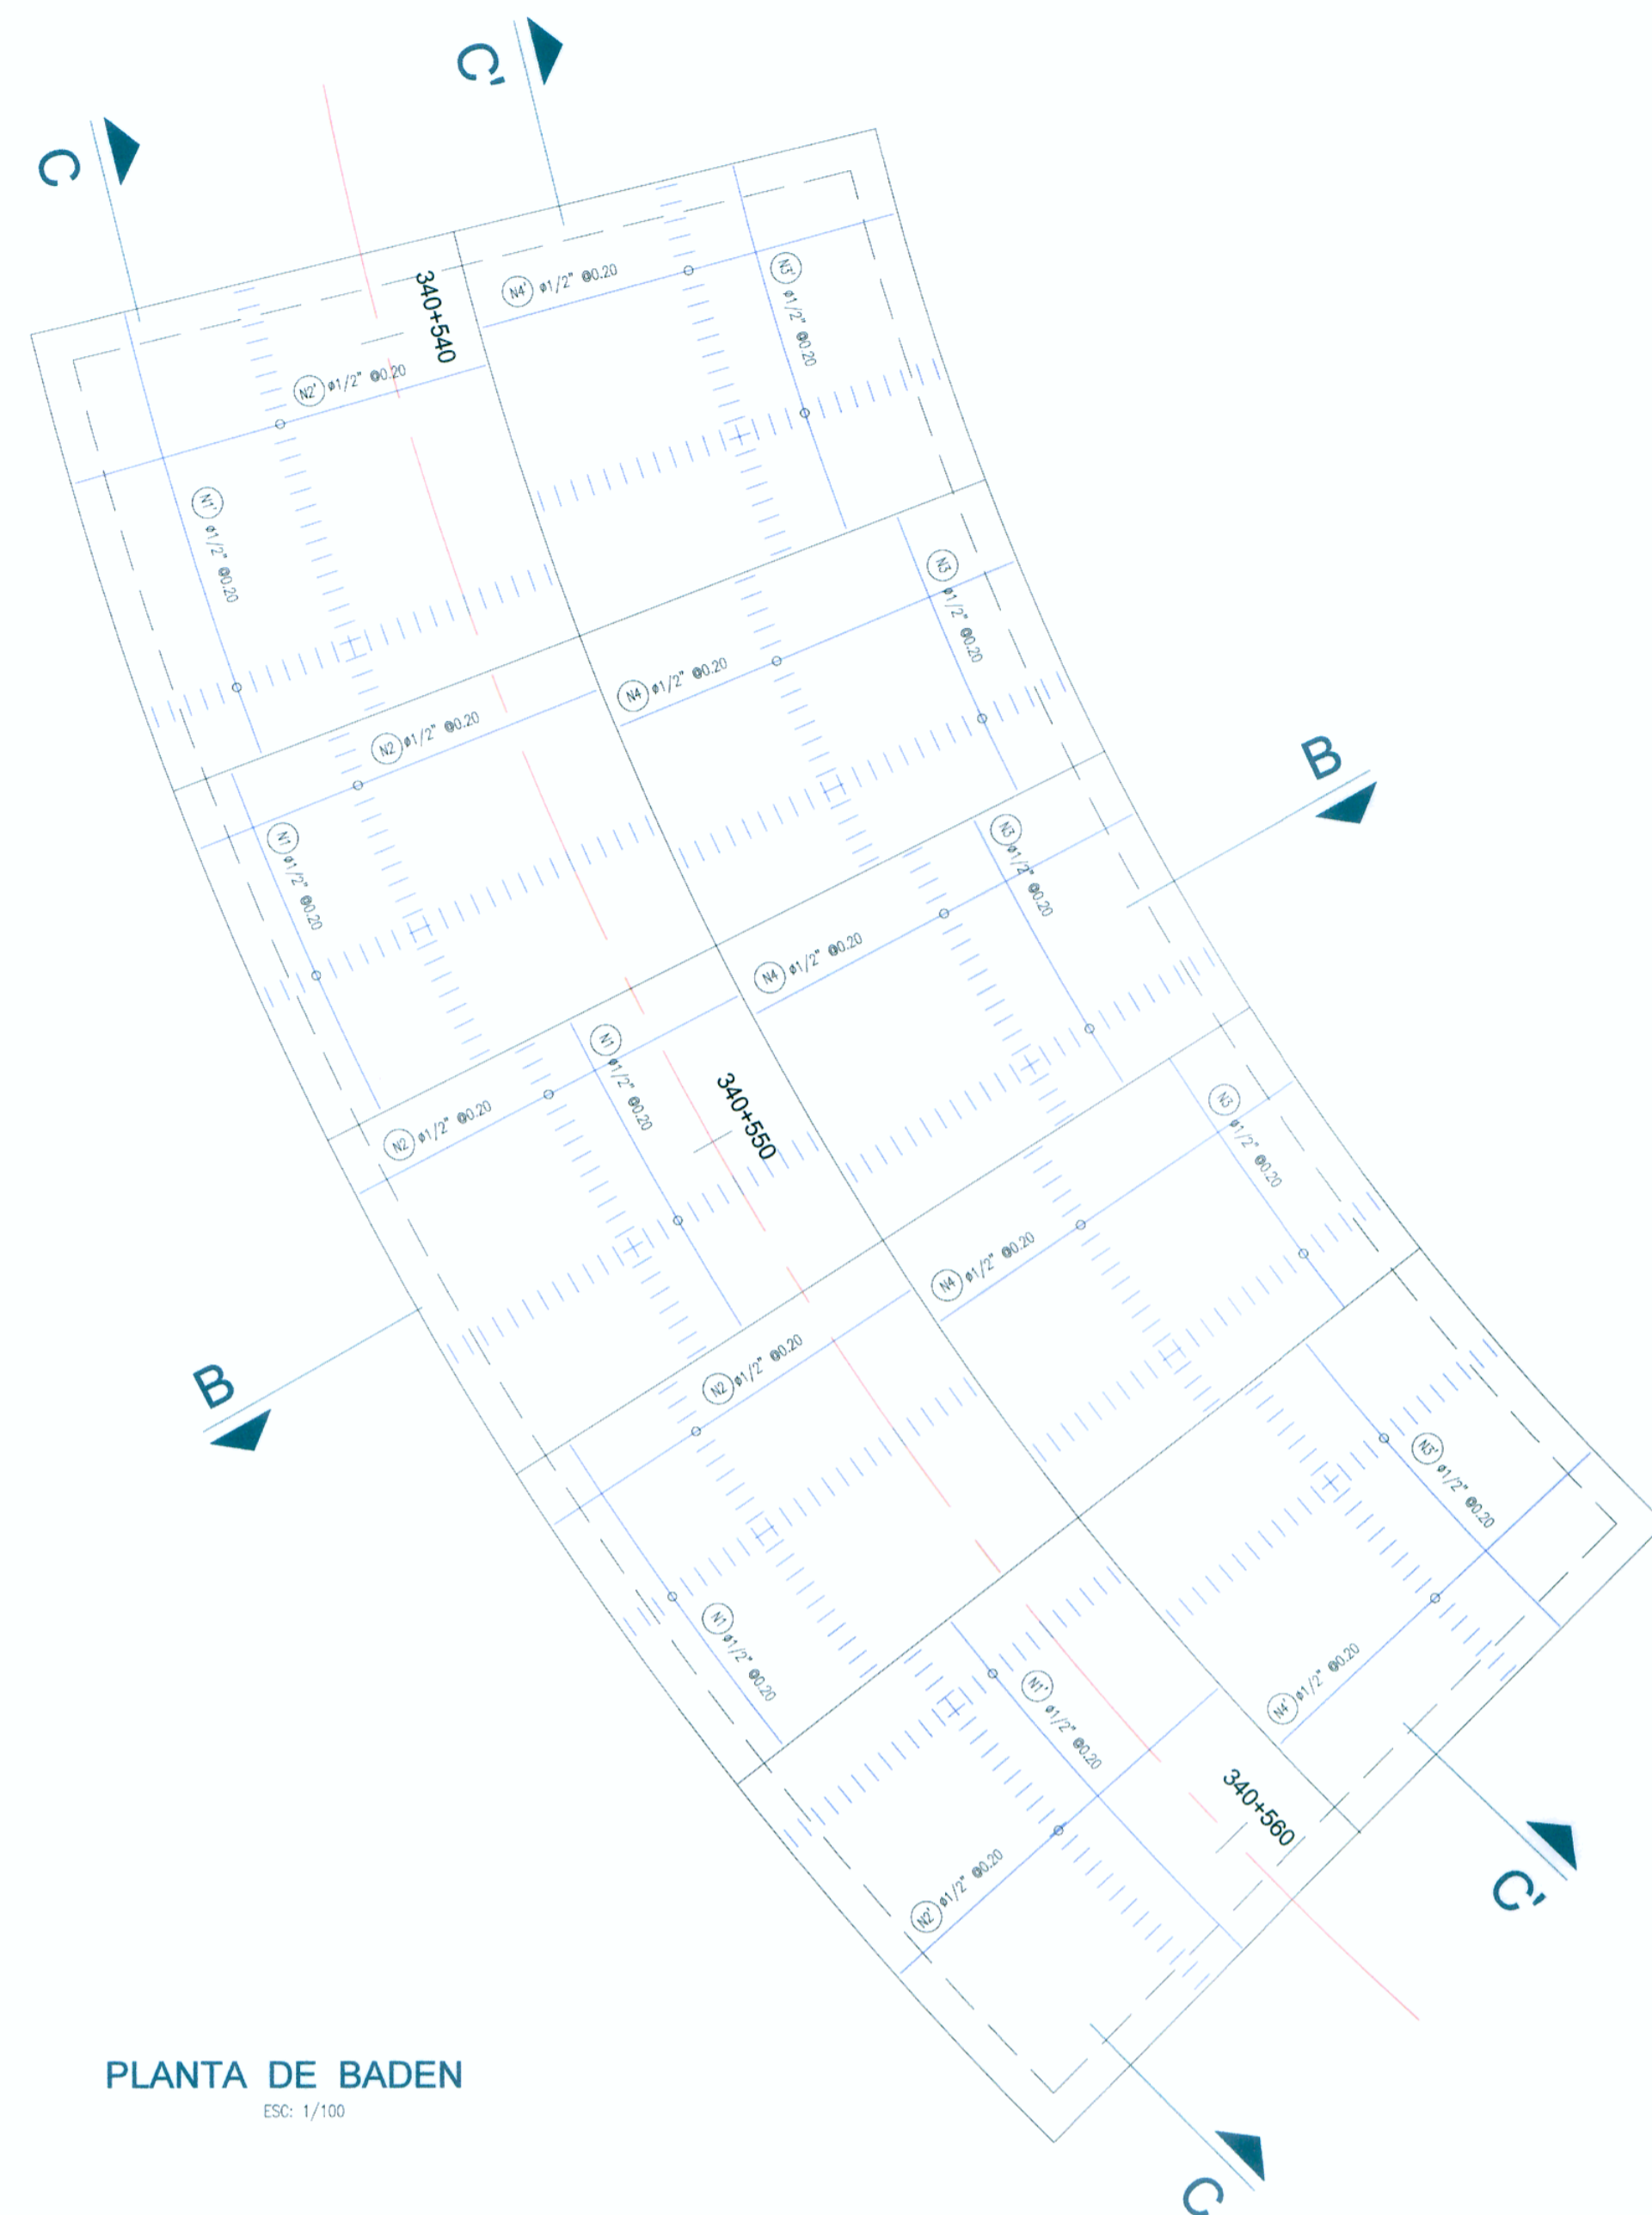 C'
C
340+540
N4' ø1/2" @0.20
N3' ø1/2" @0.20
N2' ø1/2" @0.20
N1' ø1/2" @0.20
N3 ø1/2" @0.20
N4 ø1/2" @0.20
N2 ø1/2" @0.20
B
N1 ø1/2" @0.20
N3 ø1/2" @0.20
N4 ø1/2" @0.20
N1 ø1/2" @0.20
N2 ø1/2" @0.20
340+550
N3 ø1/2" @0.20
N4 ø1/2" @0.20
B
N2 ø1/2" @0.20
N3' ø1/2" @0.20
N1 ø1/2" @0.20
N1' ø1/2" @0.20
N4' ø1/2" @0.20
340+560
N2' ø1/2" @0.20
C'
PLANTA DE BADEN
ESC: 1/100
C